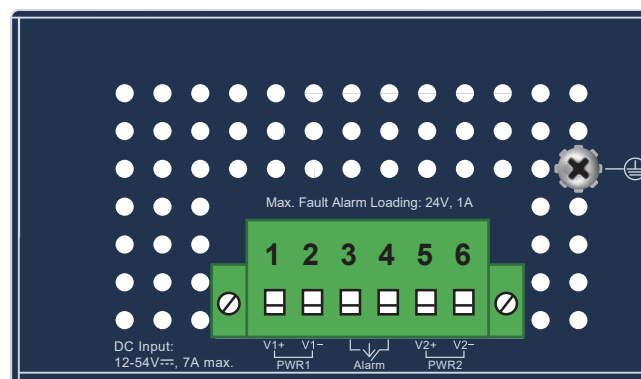 Max. Fault Alarm Loading: 24V, 1A
1 2 3 4 5 6
V1+ V1− V2+ V2−
PWR1 Alarm PWR2
DC Input:
12-54V⎓, 7A max.